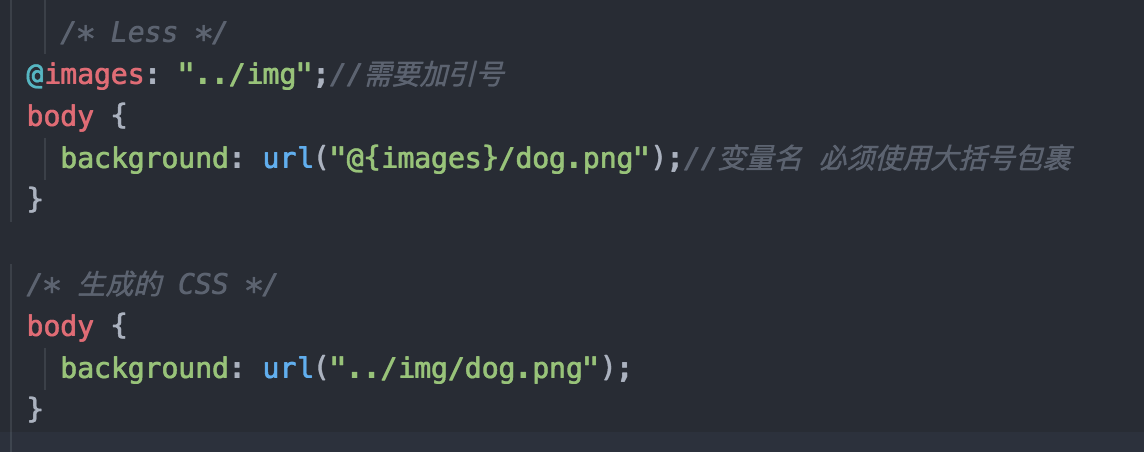 /* Less */
@images: "../img";//需要加引号
body {
background: url("@{images}/dog.png");//变量名 必须使用大括号包裹
}
/* 生成的 CSS */
body {
background: url("../img/dog.png");
}